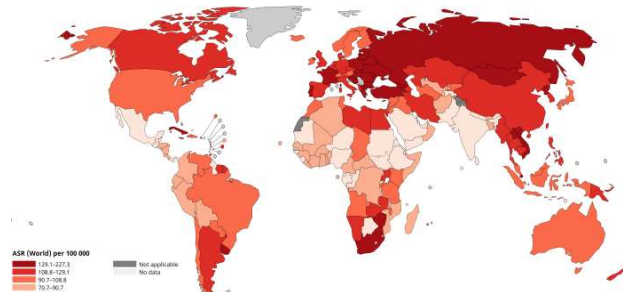 ASR (World) per 100 000
129.1–227.3
108.8–129.1
90.7–108.8
70.7–90.7
Not applicable
No data